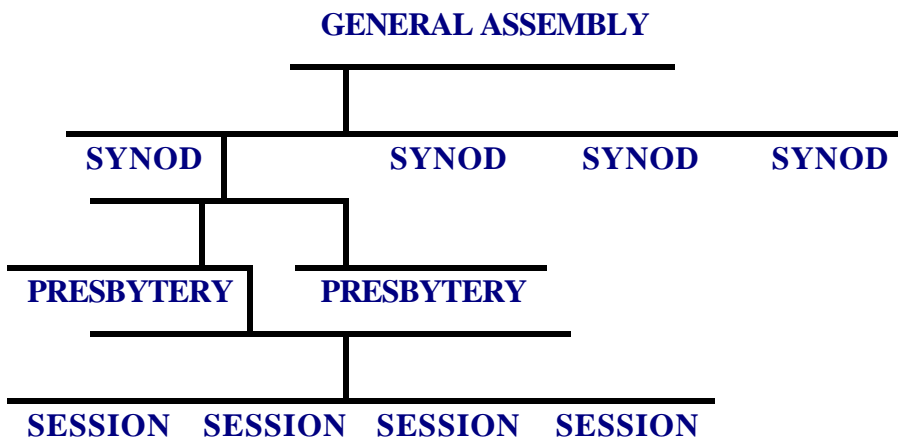 GENERAL ASSEMBLY
SYNOD SYNOD SYNOD SYNOD
PRESBYTERY PRESBYTERY
SESSION SESSION SESSION SESSION